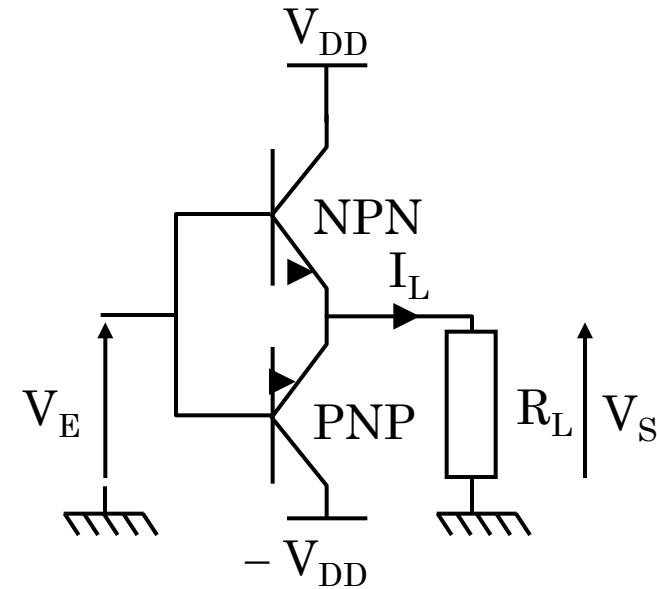 V_DD
NPN
I_L
V_E
PNP
R_L
V_S
– V_DD